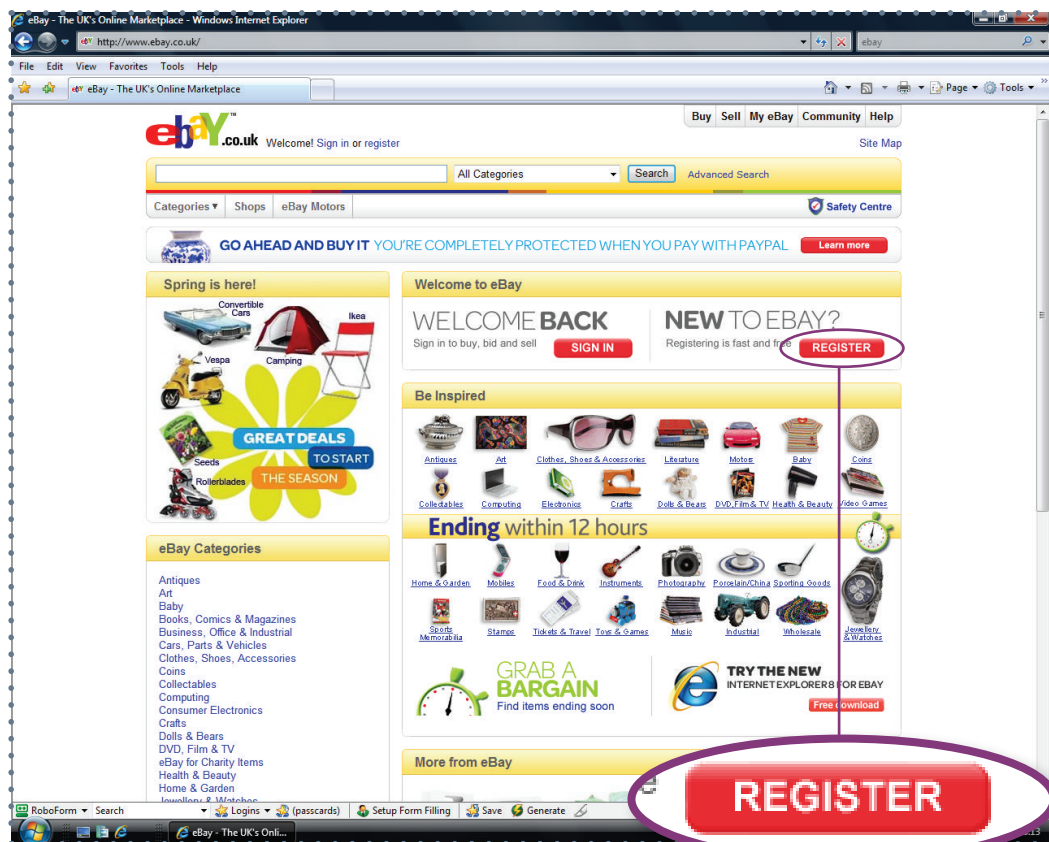 eBay - The UK's Online Marketplace - Windows Internet Explorer
http://www.ebay.co.uk/
ebay
File Edit View Favorites Tools Help
eBay - The UK's Online Marketplace
Page Tools
ebay.co.uk Welcome! Sign in or register
Buy Sell My eBay Community Help
Site Map
All Categories Search Advanced Search
Categories Shops eBay Motors
Safety Centre
GO AHEAD AND BUY IT YOU'RE COMPLETELY PROTECTED WHEN YOU PAY WITH PAYPAL Learn more
Spring is here!
Convertible
Cars
Ikea
Vespa
Camping
GREAT DEALS
TO START
THE SEASON
Seeds
Rollerblades
eBay Categories
Antiques
Art
Baby
Books, Comics & Magazines
Business, Office & Industrial
Cars, Parts & Vehicles
Clothes, Shoes, Accessories
Coins
Collectables
Computing
Consumer Electronics
Crafts
Dolls & Bears
DVD, Film & TV
eBay for Charity Items
Health & Beauty
Home & Garden
Jewellery & Watches
Welcome to eBay
WELCOME BACK
Sign in to buy, bid and sell SIGN IN
NEW TO EBAY?
Registering is fast and free REGISTER
Be Inspired
Antiques Art Clothes, Shoes & Accessories Literature Motors Baby Coins
Collectables Computing Electronics Crafts Dolls & Bears DVD, Film & TV Health & Beauty Video Games
Ending within 12 hours
Home & Garden Mobiles Food & Drink Instruments Photography Porcelain/China Sporting Goods
Sports
Memorabilia
Stamps Tickets & Travel Toys & Games Music Industrial Wholesale
Jewellery
& Watches
GRAB A
BARGAIN
Find items ending soon
TRY THE NEW
INTERNET EXPLORER 8 FOR EBAY
Free download
More from eBay
REGISTER
RoboForm Search Logins (passcards) Setup Form Filling Save Generate
eBay - The UK's Onli...